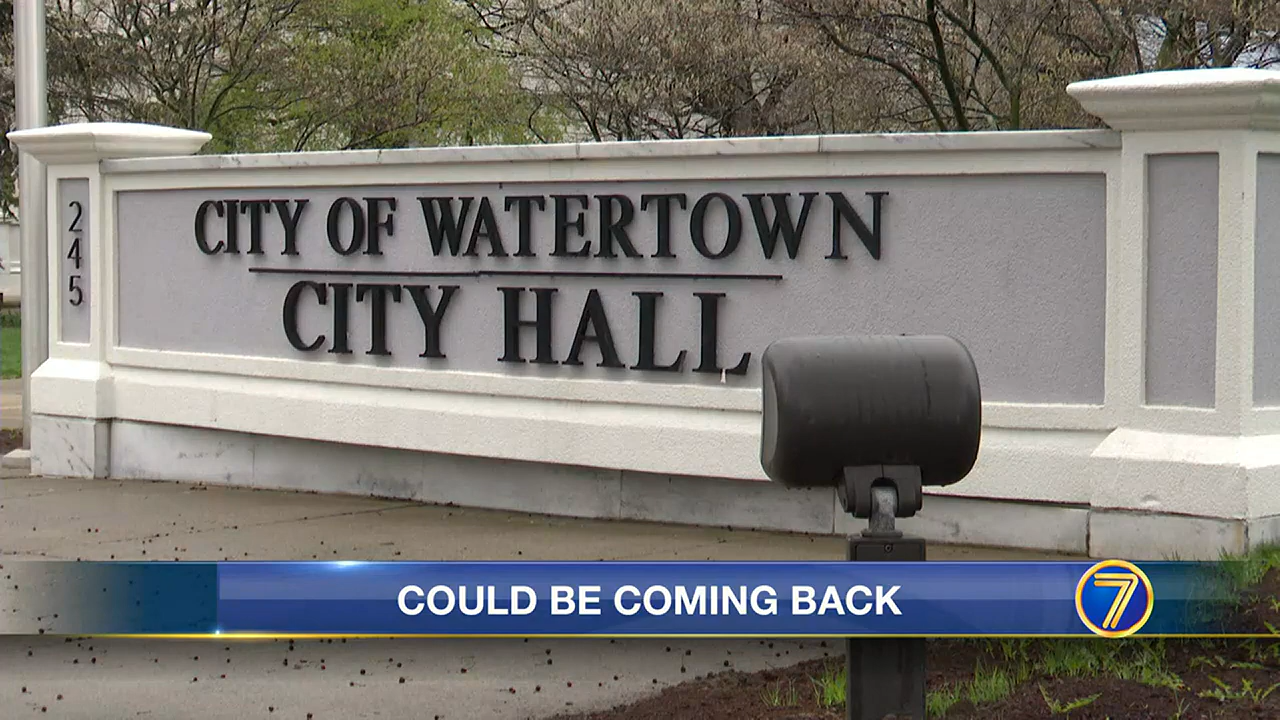 245
CITY OF WATERTOWN
CITY HALL
COULD BE COMING BACK
7